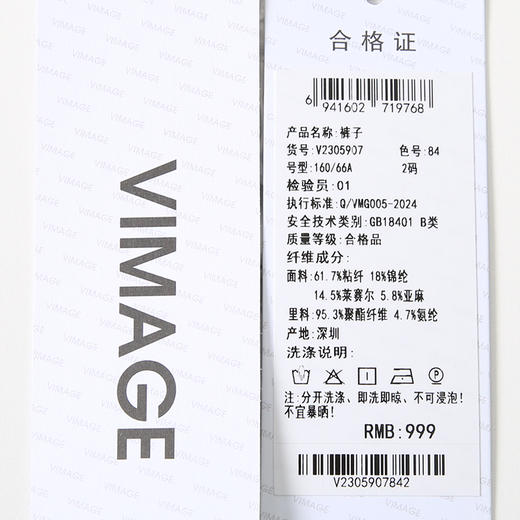 VIMAGE
合格证
6 941602 719768
产品名称:裤子
货号:V2305907 色号:84
号型:160/66A 2码
检验员:01
执行标准:Q/VMG005-2024
安全技术类别:GB18401 B类
质量等级:合格品
纤维成分:
面料:61.7%粘纤 18%锦纶
14.5%莱赛尔 5.8%亚麻
里料:95.3%聚酯纤维 4.7%氨纶
产地:深圳
洗涤说明:
注:分开洗涤、即洗即晾、不可浸泡!
不宜暴晒!
RMB:999
V2305907842